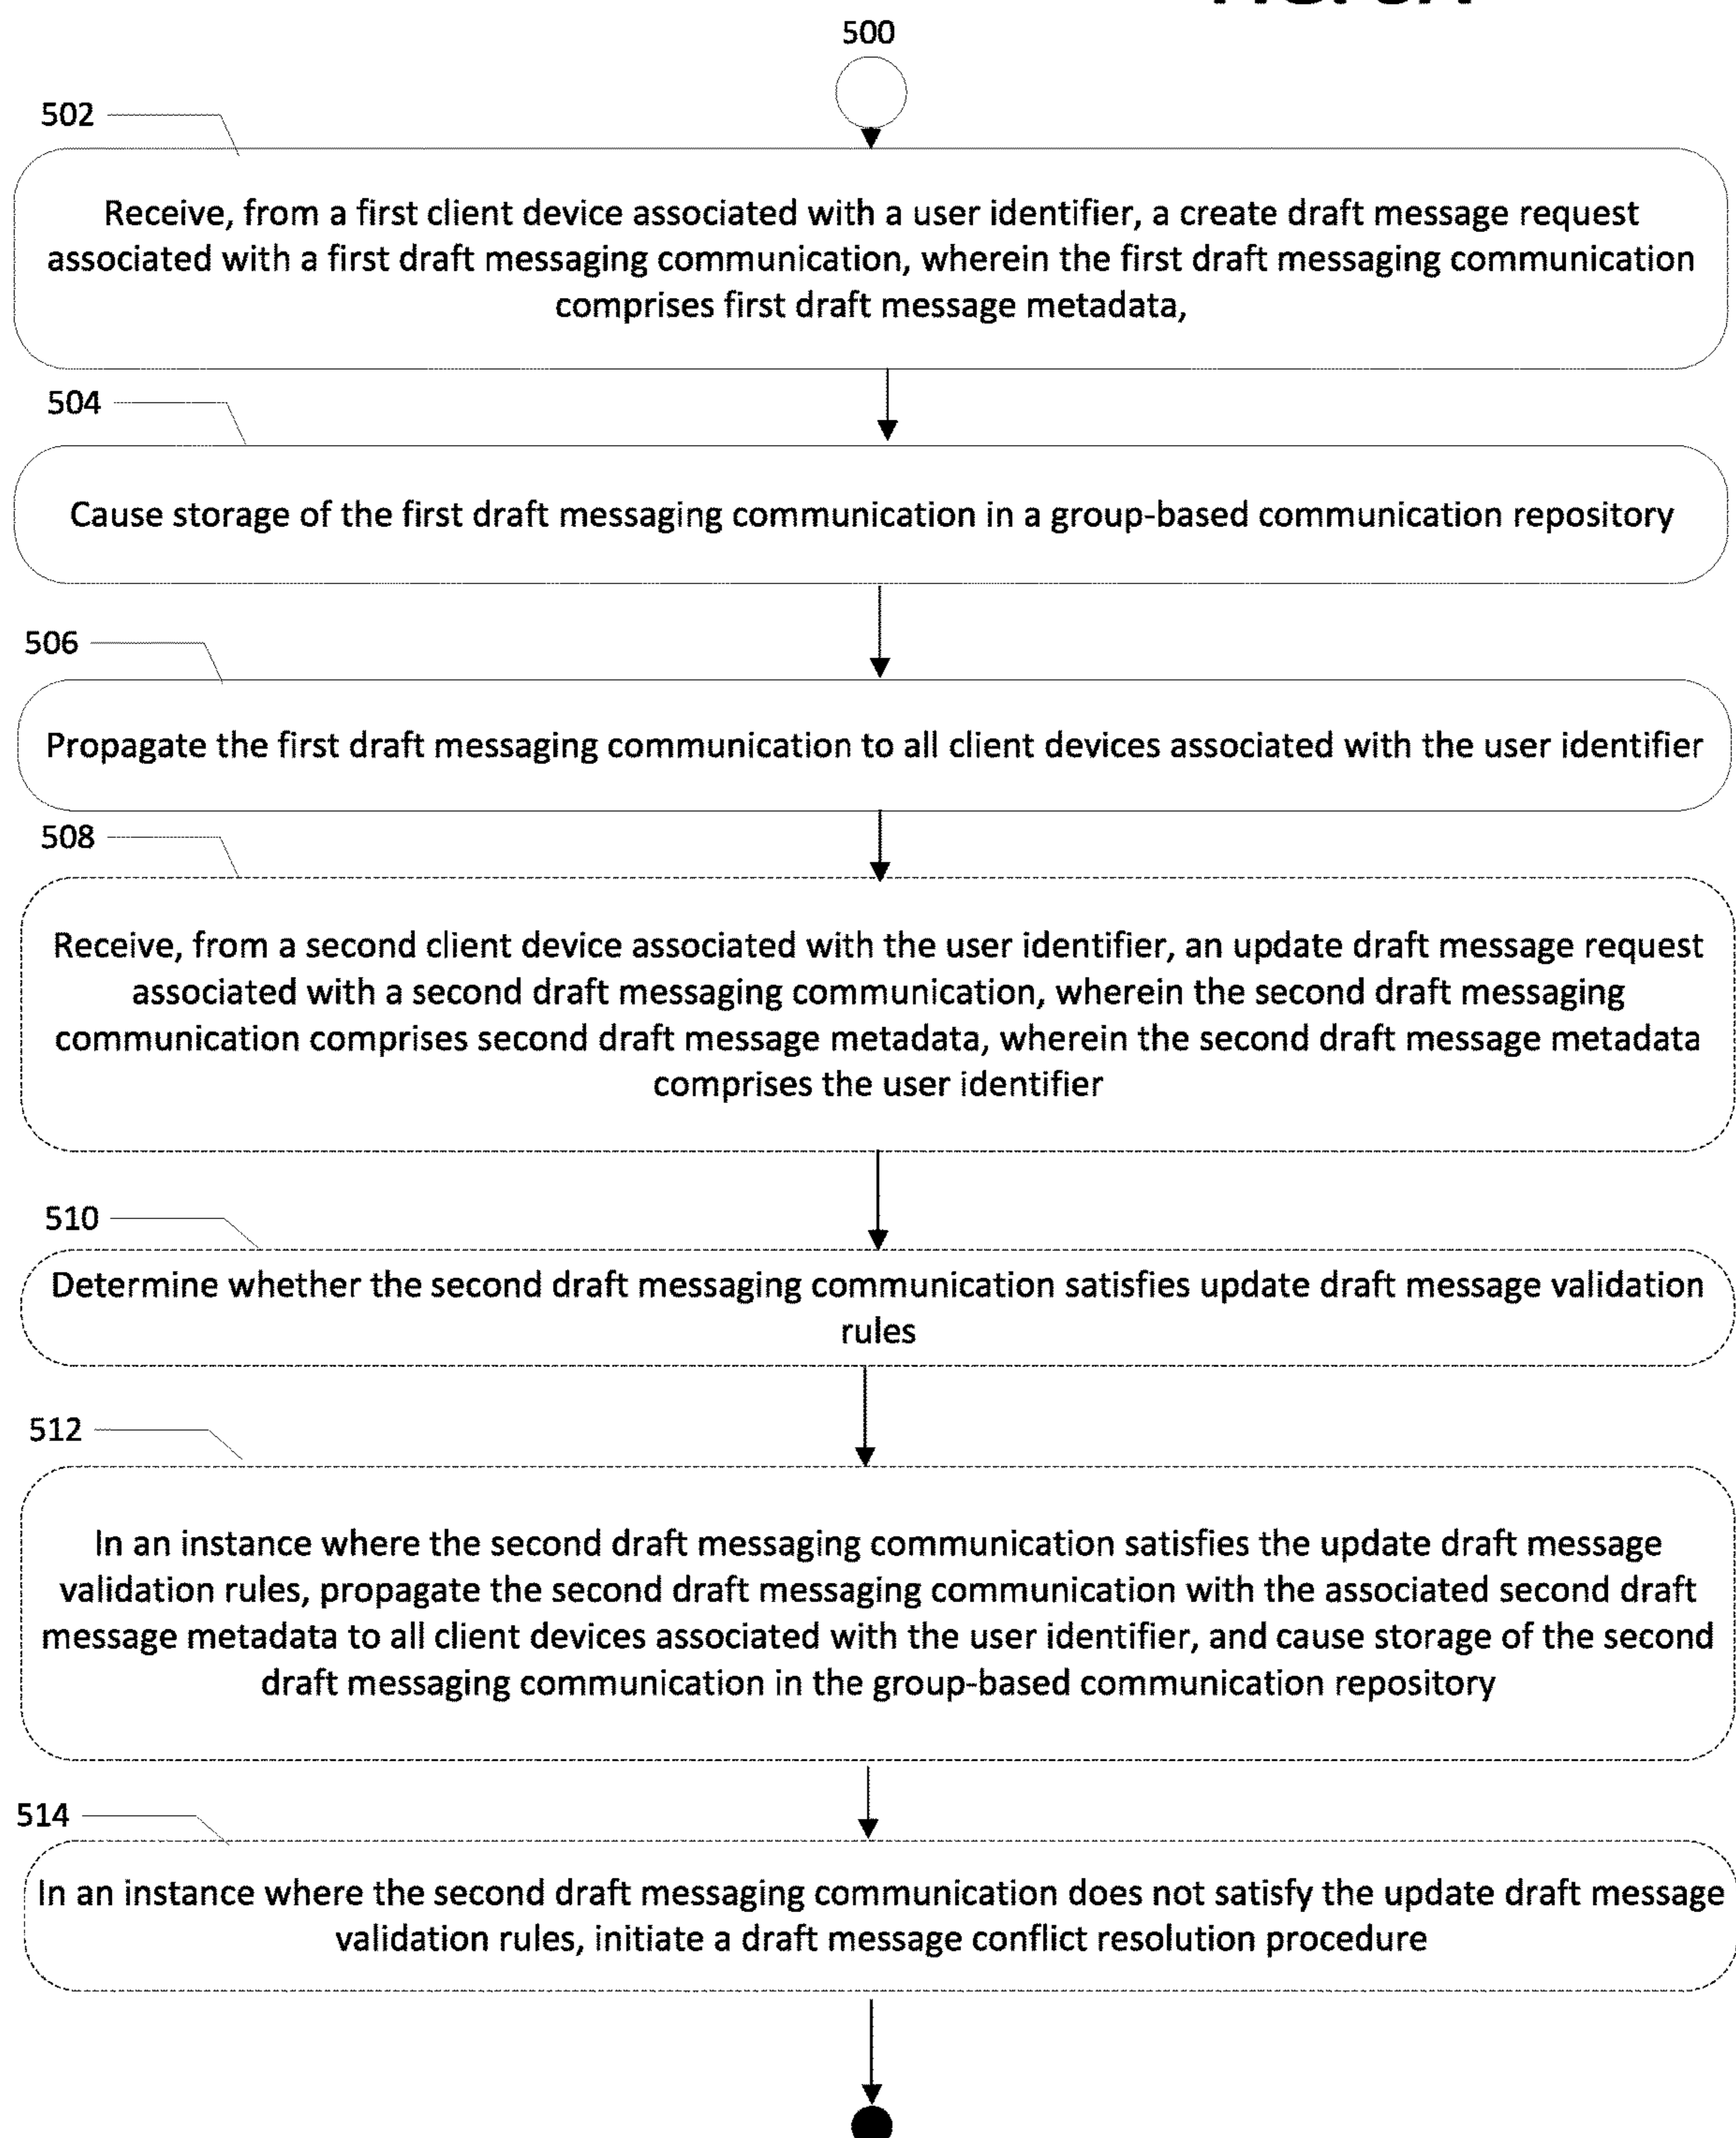 500
502
Receive, from a first client device associated with a user identifier, a create draft message request
associated with a first draft messaging communication, wherein the first draft messaging communication
comprises first draft message metadata,
504
Cause storage of the first draft messaging communication in a group-based communication repository
506
Propagate the first draft messaging communication to all client devices associated with the user identifier
508
Receive, from a second client device associated with the user identifier, an update draft message request
associated with a second draft messaging communication, wherein the second draft messaging
communication comprises second draft message metadata, wherein the second draft message metadata
comprises the user identifier
510
Determine whether the second draft messaging communication satisfies update draft message validation
rules
512
In an instance where the second draft messaging communication satisfies the update draft message
validation rules, propagate the second draft messaging communication with the associated second draft
message metadata to all client devices associated with the user identifier, and cause storage of the second
draft messaging communication in the group-based communication repository
514
In an instance where the second draft messaging communication does not satisfy the update draft message
validation rules, initiate a draft message conflict resolution procedure